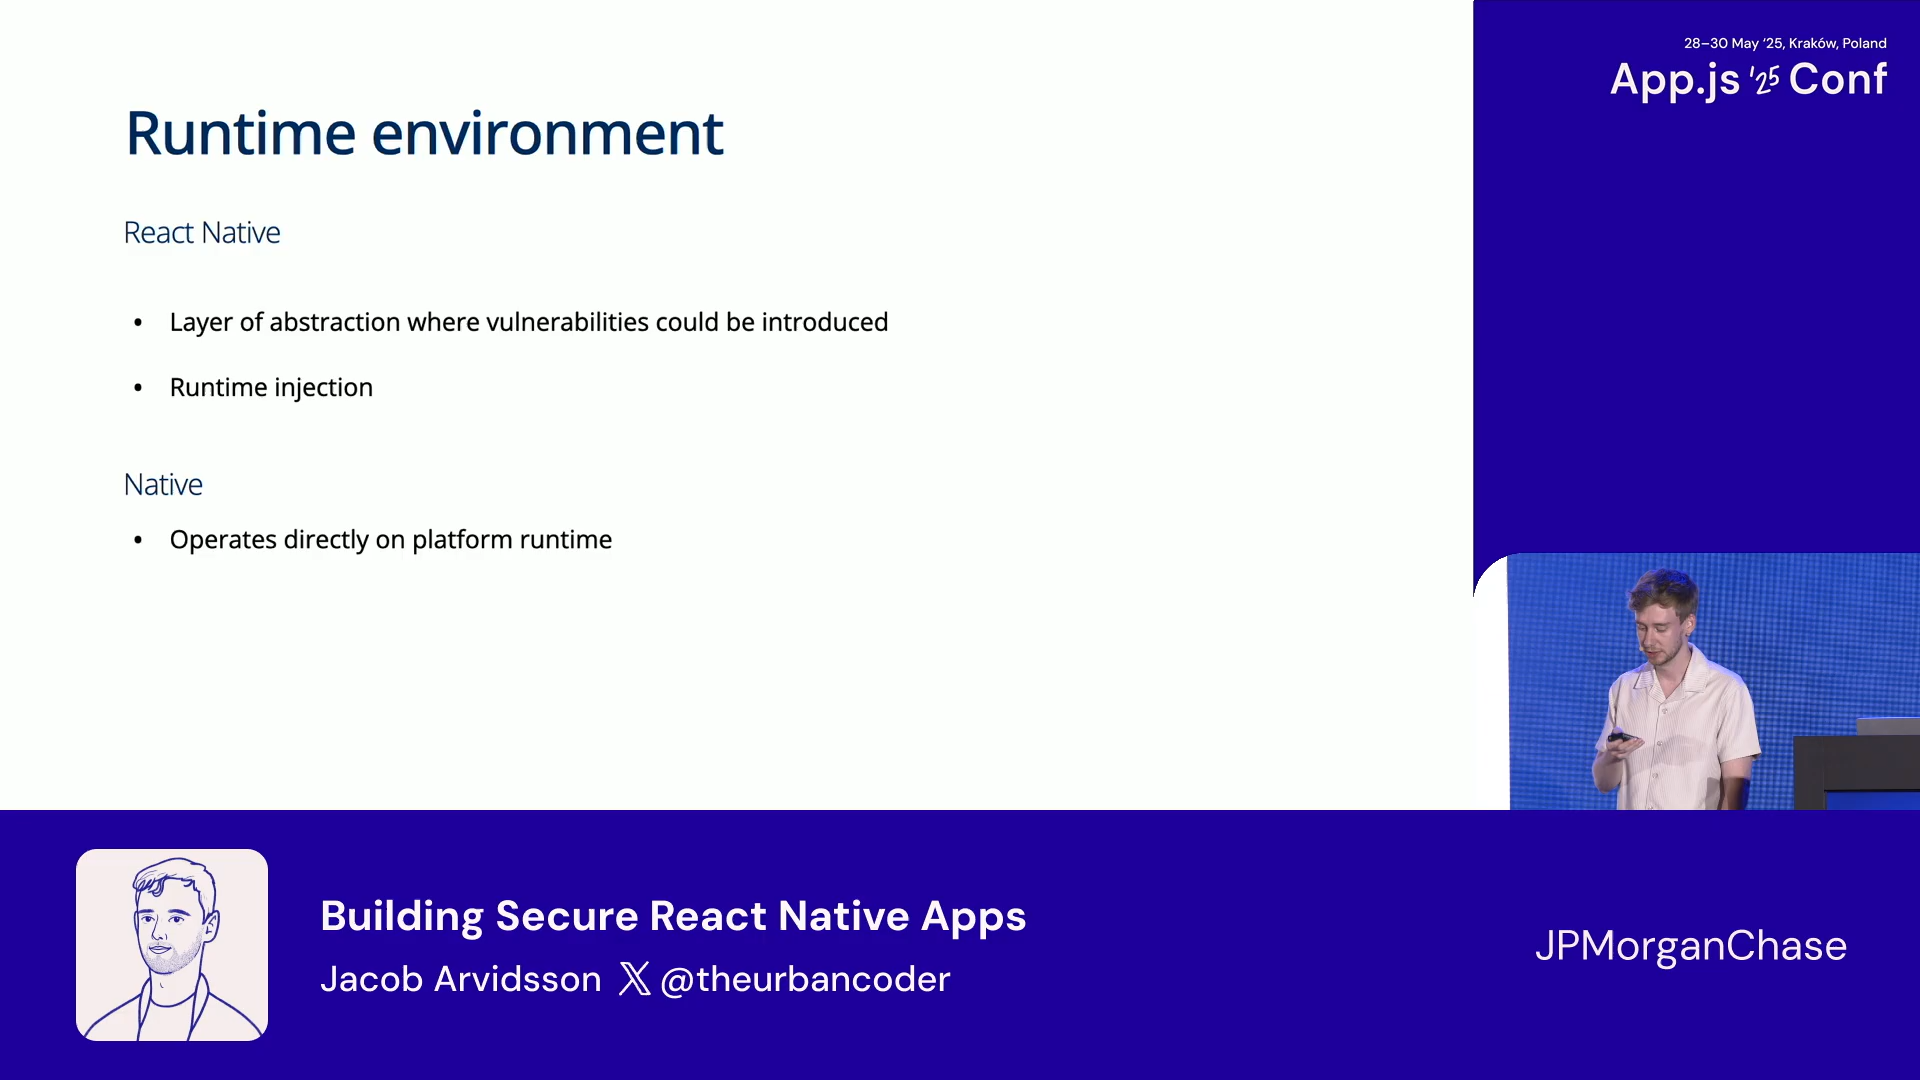 28–30 May ‘25, Kraków, Poland
App.js ‘25 Conf
Runtime environment
React Native
• Layer of abstraction where vulnerabilities could be introduced
• Runtime injection
Native
• Operates directly on platform runtime
Building Secure React Native Apps
Jacob Arvidsson 𝕏 @theurbancoder
JPMorganChase